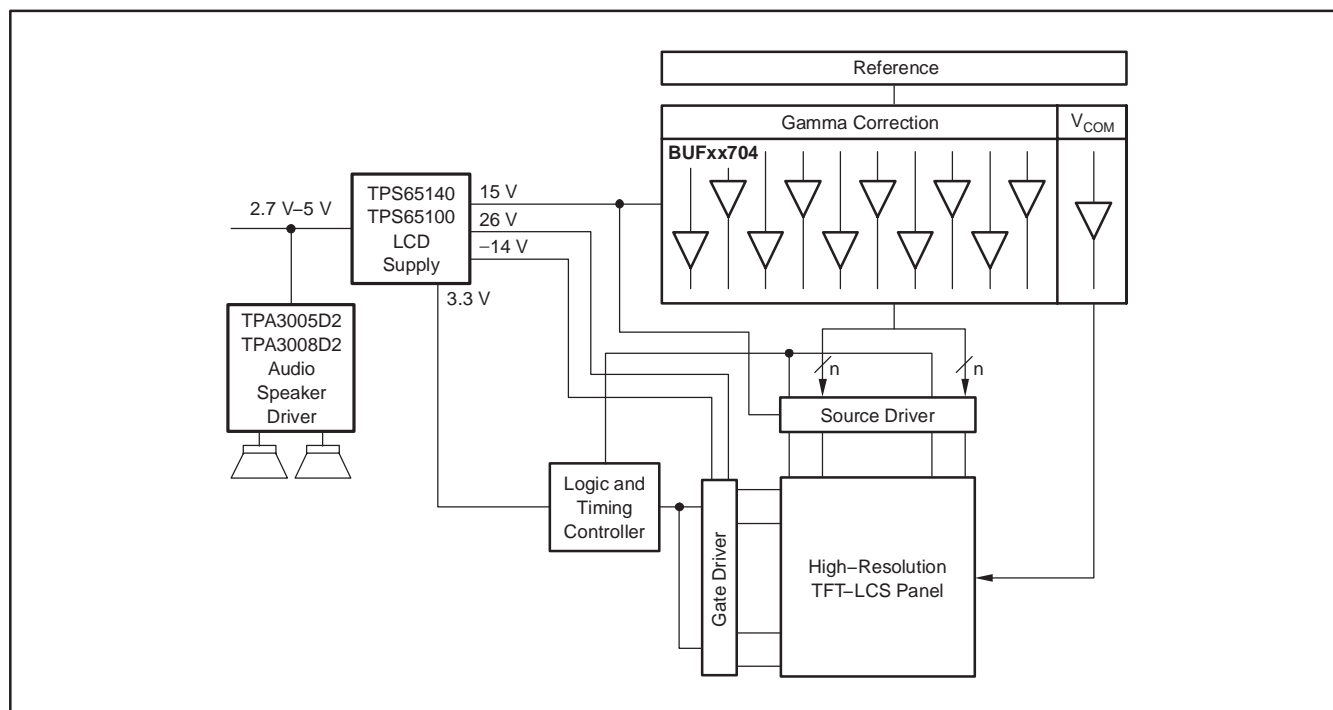 Reference
Gamma Correction
VCOM
BUFxx704
2.7 V–5 V
TPS65140
TPS65100
LCD
Supply
15 V
26 V
–14 V
3.3 V
TPA3005D2
TPA3008D2
Audio
Speaker
Driver
n
n
Source Driver
Logic and
Timing
Controller
Gate Driver
High–Resolution
TFT–LCS Panel